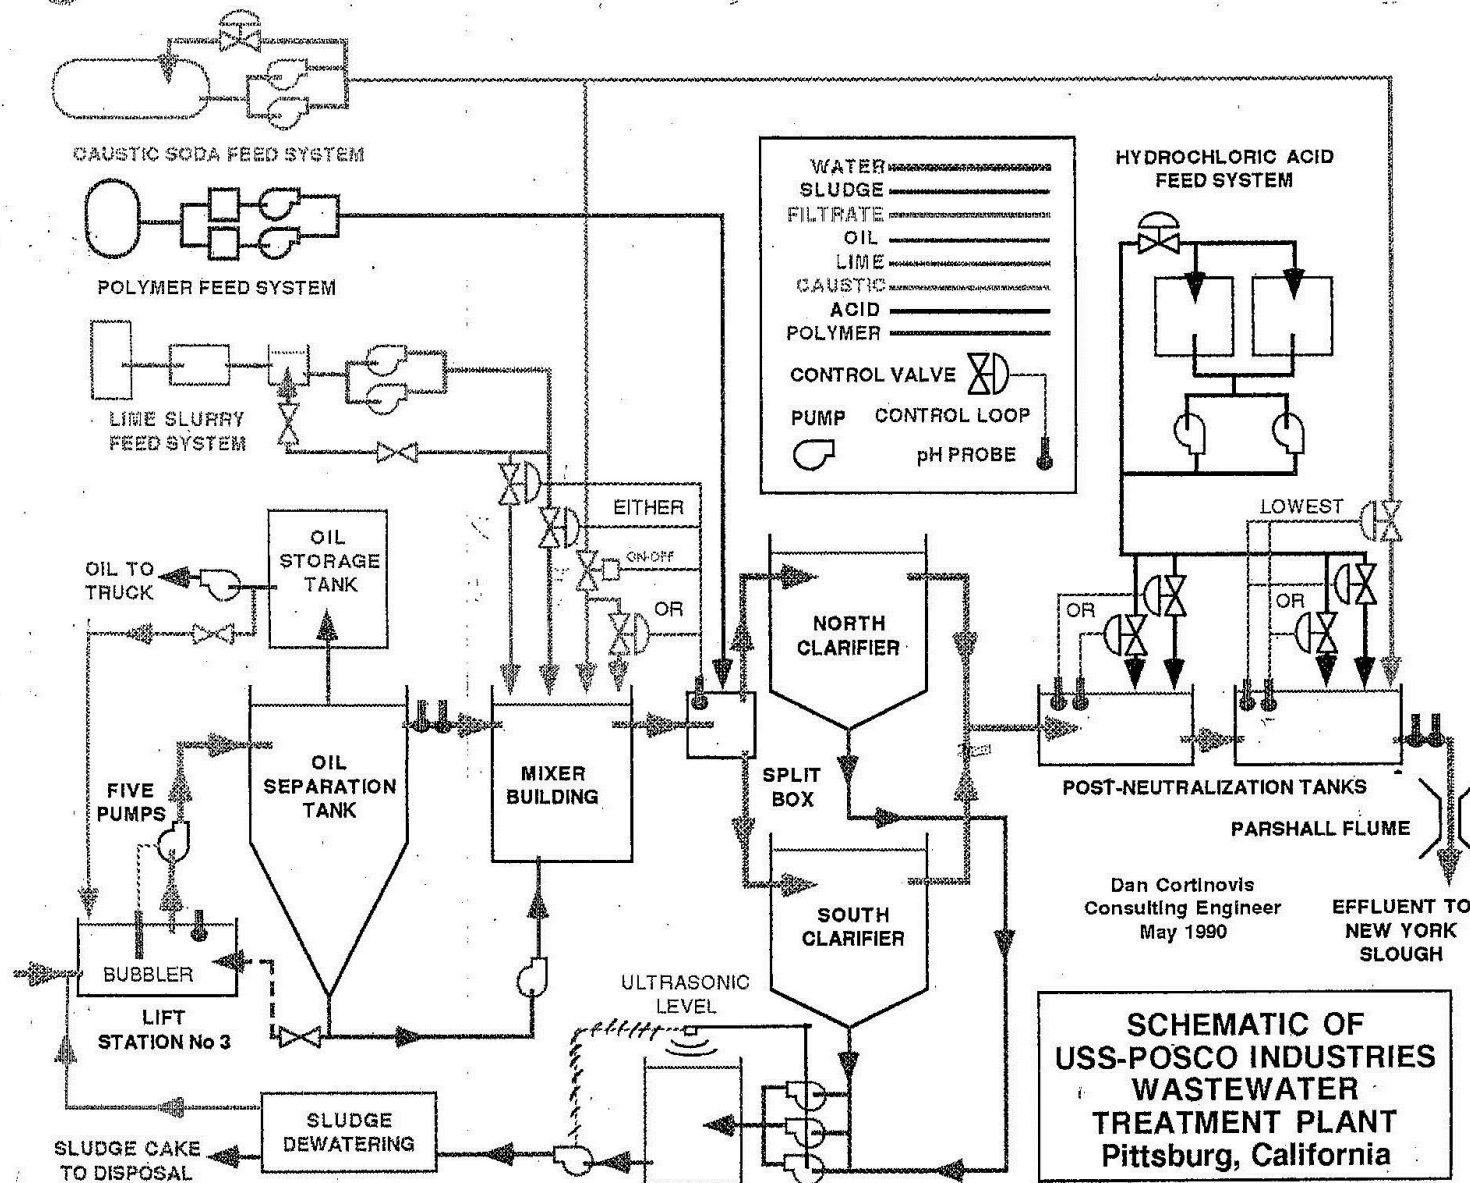 CAUSTIC SODA FEED SYSTEM
POLYMER FEED SYSTEM
LIME SLURRY
FEED SYSTEM
WATER
SLUDGE
FILTRATE
OIL
LIME
CAUSTIC
ACID
POLYMER
CONTROL VALVE
PUMP
CONTROL LOOP
pH PROBE
HYDROCHLORIC ACID
FEED SYSTEM
EITHER
ON-OFF
OR
LOWEST
OR
OR
OIL
STORAGE
TANK
OIL TO
TRUCK
OIL
SEPARATION
TANK
FIVE
PUMPS
MIXER
BUILDING
SPLIT
BOX
NORTH
CLARIFIER
SOUTH
CLARIFIER
POST-NEUTRALIZATION TANKS
PARSHALL FLUME
EFFLUENT TO
NEW YORK
SLOUGH
Dan Cortinovis
Consulting Engineer
May 1990
BUBBLER
LIFT
STATION No 3
ULTRASONIC
LEVEL
SLUDGE
DEWATERING
SLUDGE CAKE
TO DISPOSAL
SCHEMATIC OF
USS-POSCO INDUSTRIES
WASTEWATER
TREATMENT PLANT
Pittsburg, California